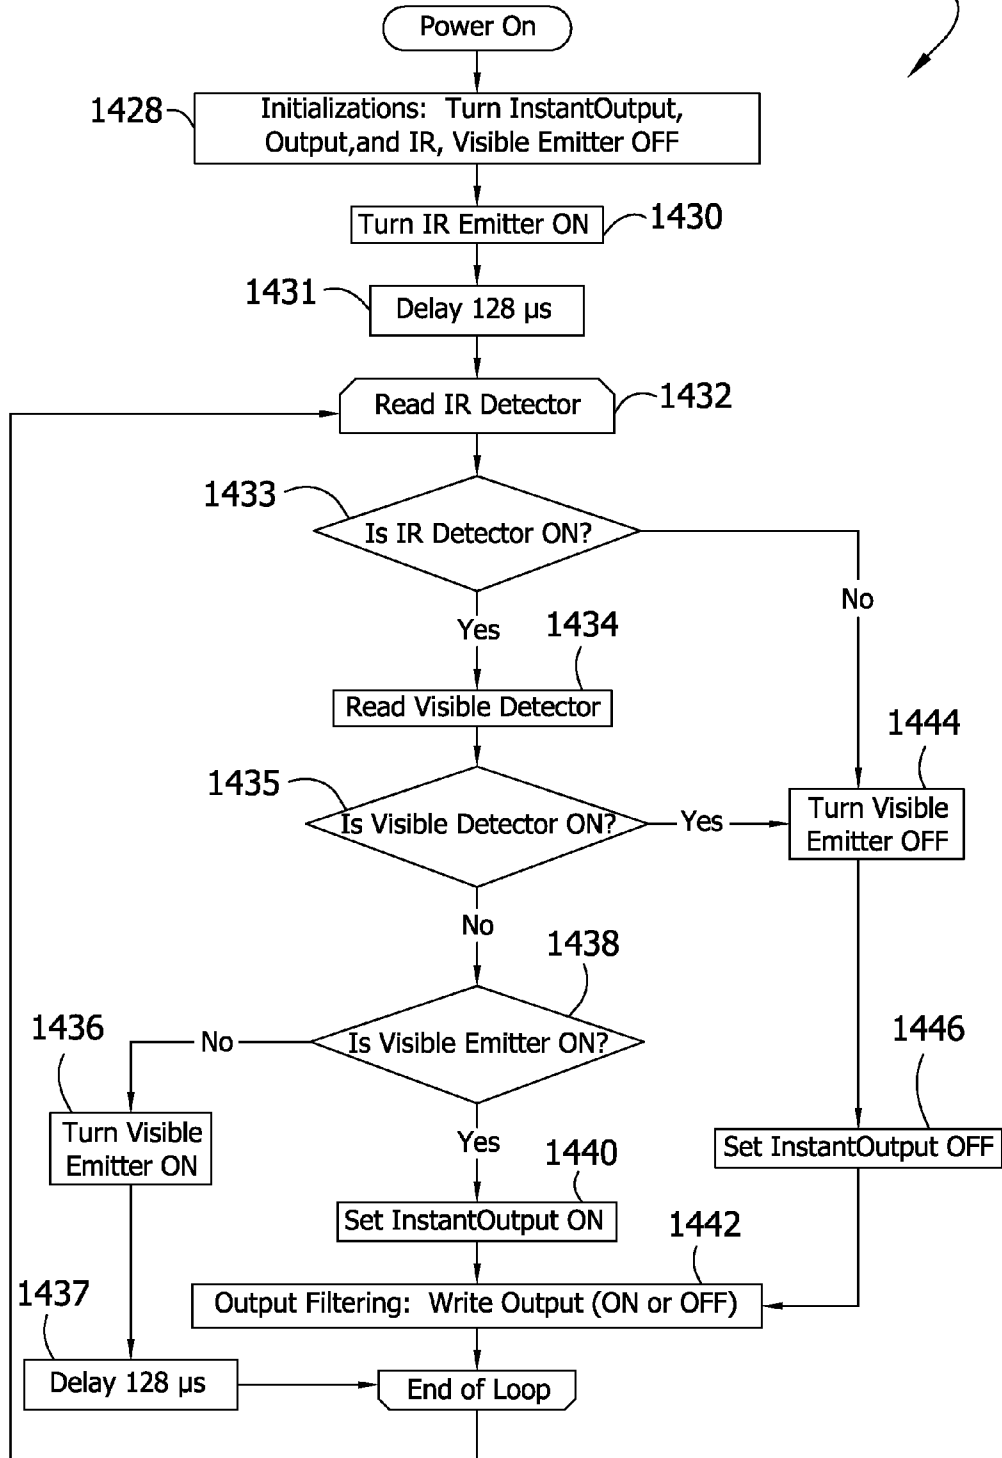 Power On
1428
Initializations: Turn InstantOutput,
Output,and IR, Visible Emitter OFF
Turn IR Emitter ON
1430
1431
Delay 128 µs
Read IR Detector
1432
1433
Is IR Detector ON?
No
Yes
1434
Read Visible Detector
1444
1435
Is Visible Detector ON?
Yes
Turn Visible
Emitter OFF
No
1438
1436
No
Is Visible Emitter ON?
1446
Turn Visible
Emitter ON
Yes
1440
Set InstantOutput OFF
Set InstantOutput ON
1442
1437
Output Filtering: Write Output (ON or OFF)
Delay 128 µs
End of Loop